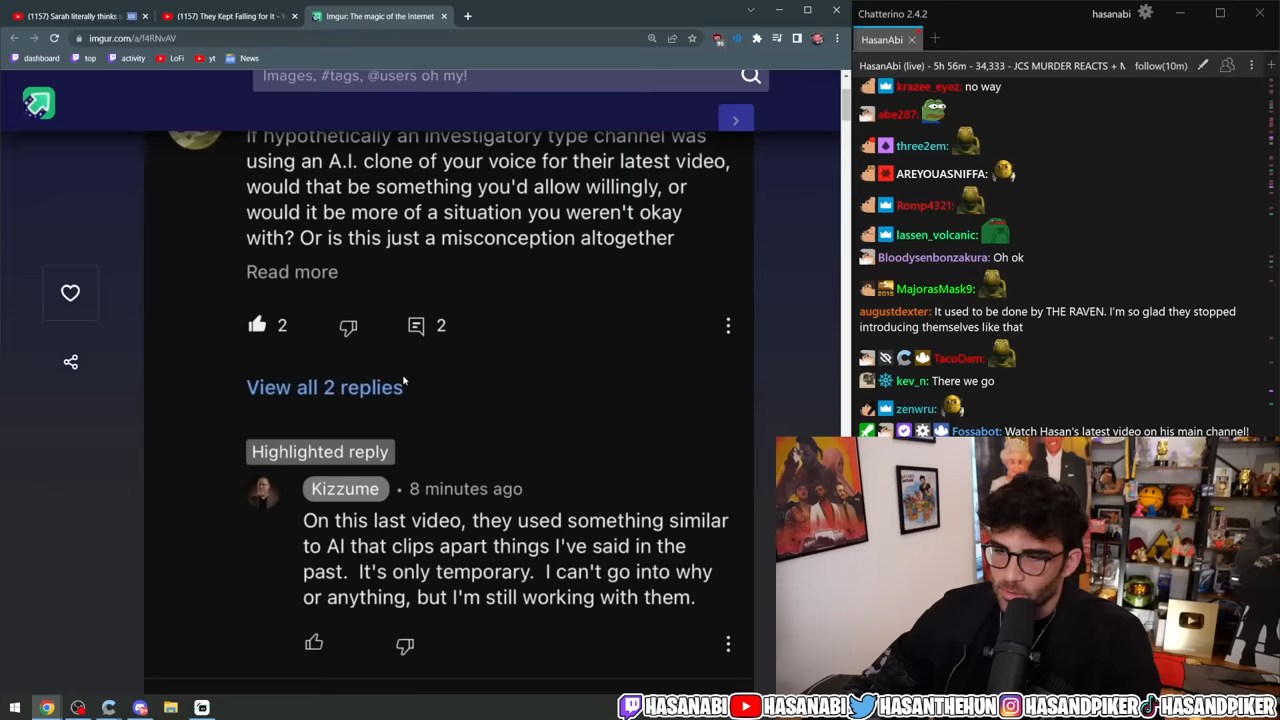 (1157) Sarah literally thinks s
(1157) They Kept Falling for It - Y
Imgur: The magic of the Internet
imgur.com/a/f4RNvAV
dashboard
top
activity
LoFi
yt
News
95
Images, #tags, @users oh my!
If hypothetically an investigatory type channel was
using an A.I. clone of your voice for their latest video,
would that be something you'd allow willingly, or
would it be more of a situation you weren't okay
with? Or is this just a misconception altogether
Read more
2
2
View all 2 replies
Highlighted reply
Kizzume • 8 minutes ago
On this last video, they used something similar
to AI that clips apart things I've said in the
past. It's only temporary. I can't go into why
or anything, but I'm still working with them.
Chatterino 2.4.2
hasanabi
HasanAbi
HasanAbi (live) - 5h 56m - 34,333 - JCS MURDER REACTS + M
follow(10m)
krazee_eyez: no way
abe287:
three2em:
AREYOUASNIFFA:
Romp4321:
lassen_volcanic:
Bloodysenbonzakura: Oh ok
2018 MajorasMask9:
augustdexter: It used to be done by THE RAVEN. I'm so glad they stopped
introducing themselves like that
TacoDam:
kev_n: There we go
zenwru:
Fossabot: Watch Hasan's latest video on his main channel!
HASANABI HASANABI HASANTHEHUN HASANDPIKER HASANDPIKER